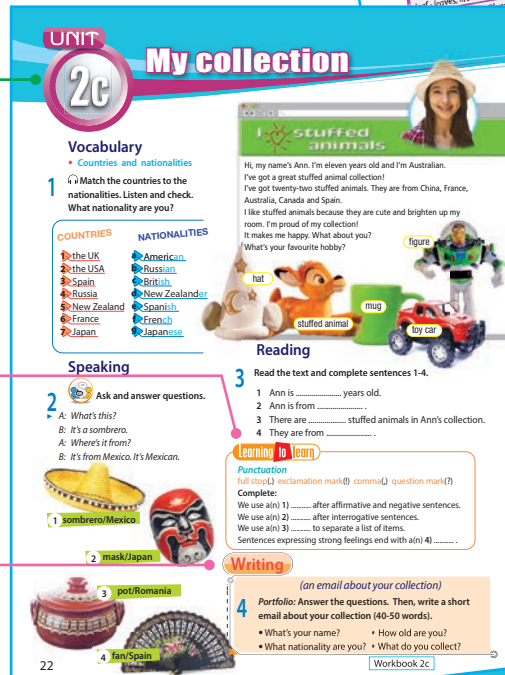 leaf - leaves,
UNIT
2c
My collection
Vocabulary
• Countries and nationalities
1 Match the countries to the
nationalities. Listen and check.
What nationality are you?
COUNTRIES
1 the UK
2 the USA
3 Spain
4 Russia
5 New Zealand
6 France
7 Japan
NATIONALITIES
a American
b Russian
c British
d New Zealander
e Spanish
f French
g Japanese
Speaking
2 Ask and answer questions.
A: What's this?
B: It's a sombrero.
A: Where's it from?
B: It's from Mexico. It's Mexican.
1 sombrero/Mexico
2 mask/Japan
3 pot/Romania
4 fan/Spain
I stuffed
animals
Hi, my name's Ann. I'm eleven years old and I'm Australian.
I've got a great stuffed animal collection!
I've got twenty-two stuffed animals. They are from China, France,
Australia, Canada and Spain.
I like stuffed animals because they are cute and brighten up my
room. I'm proud of my collection!
It makes me happy. What about you?
What's your favourite hobby?
figure
hat
mug
stuffed animal
toy car
Reading
3 Read the text and complete sentences 1-4.
1 Ann is ...................... years old.
2 Ann is from ...................... .
3 There are .................. stuffed animals in Ann's collection.
4 They are from ...................... .
Learning to learn
Punctuation
full stop(.) exclamation mark(!) comma(,) question mark(?)
Complete:
We use a(n) 1) .......... after affirmative and negative sentences.
We use a(n) 2) .......... after interrogative sentences.
We use a(n) 3) .......... to separate a list of items.
Sentences expressing strong feelings end with a(n) 4) .......... .
Writing
(an email about your collection)
4 Portfolio: Answer the questions. Then, write a short
email about your collection (40-50 words).
• What's your name? • How old are you?
• What nationality are you? • What do you collect?
22
Workbook 2c